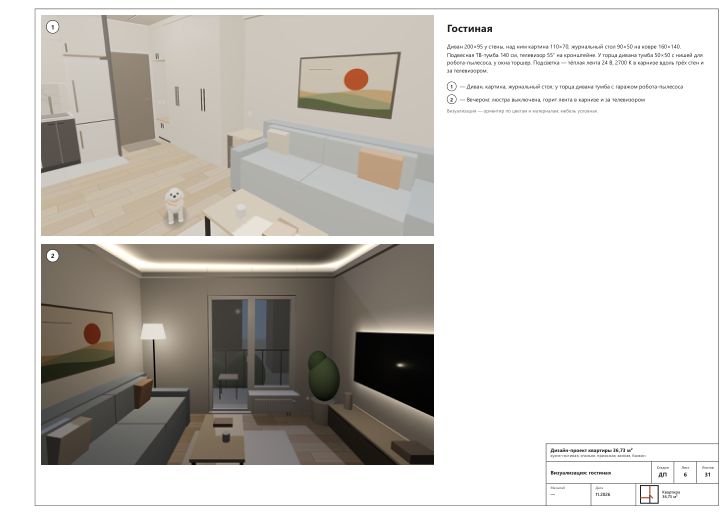 1
2
Гостиная
Диван 200×95 у стены, над ним картина 110×70, журнальный стол 90×50 на ковре 160×140.
Подвесная ТВ-тумба 140 см, телевизор 55" на кронштейне. У торца дивана тумба 50×50 с нишей для
робота-пылесоса, у окна торшер. Подсветка — тёплая лента 24 В, 2700 К в карнизе вдоль трёх стен и
за телевизором.
1 — Диван, картина, журнальный стол; у торца дивана тумба с гаражом робота-пылесоса
2 — Вечером: люстра выключена, горит лента в карнизе и за телевизором
Визуализация — ориентир по цветам и материалам; мебель условная
Дизайн-проект квартиры 36,73 м²
Визуализация: гостиная
Стадия Лист Листов
ДП 6 31
Масштаб Дата
— 11.2026
Квартира
36,73 м²